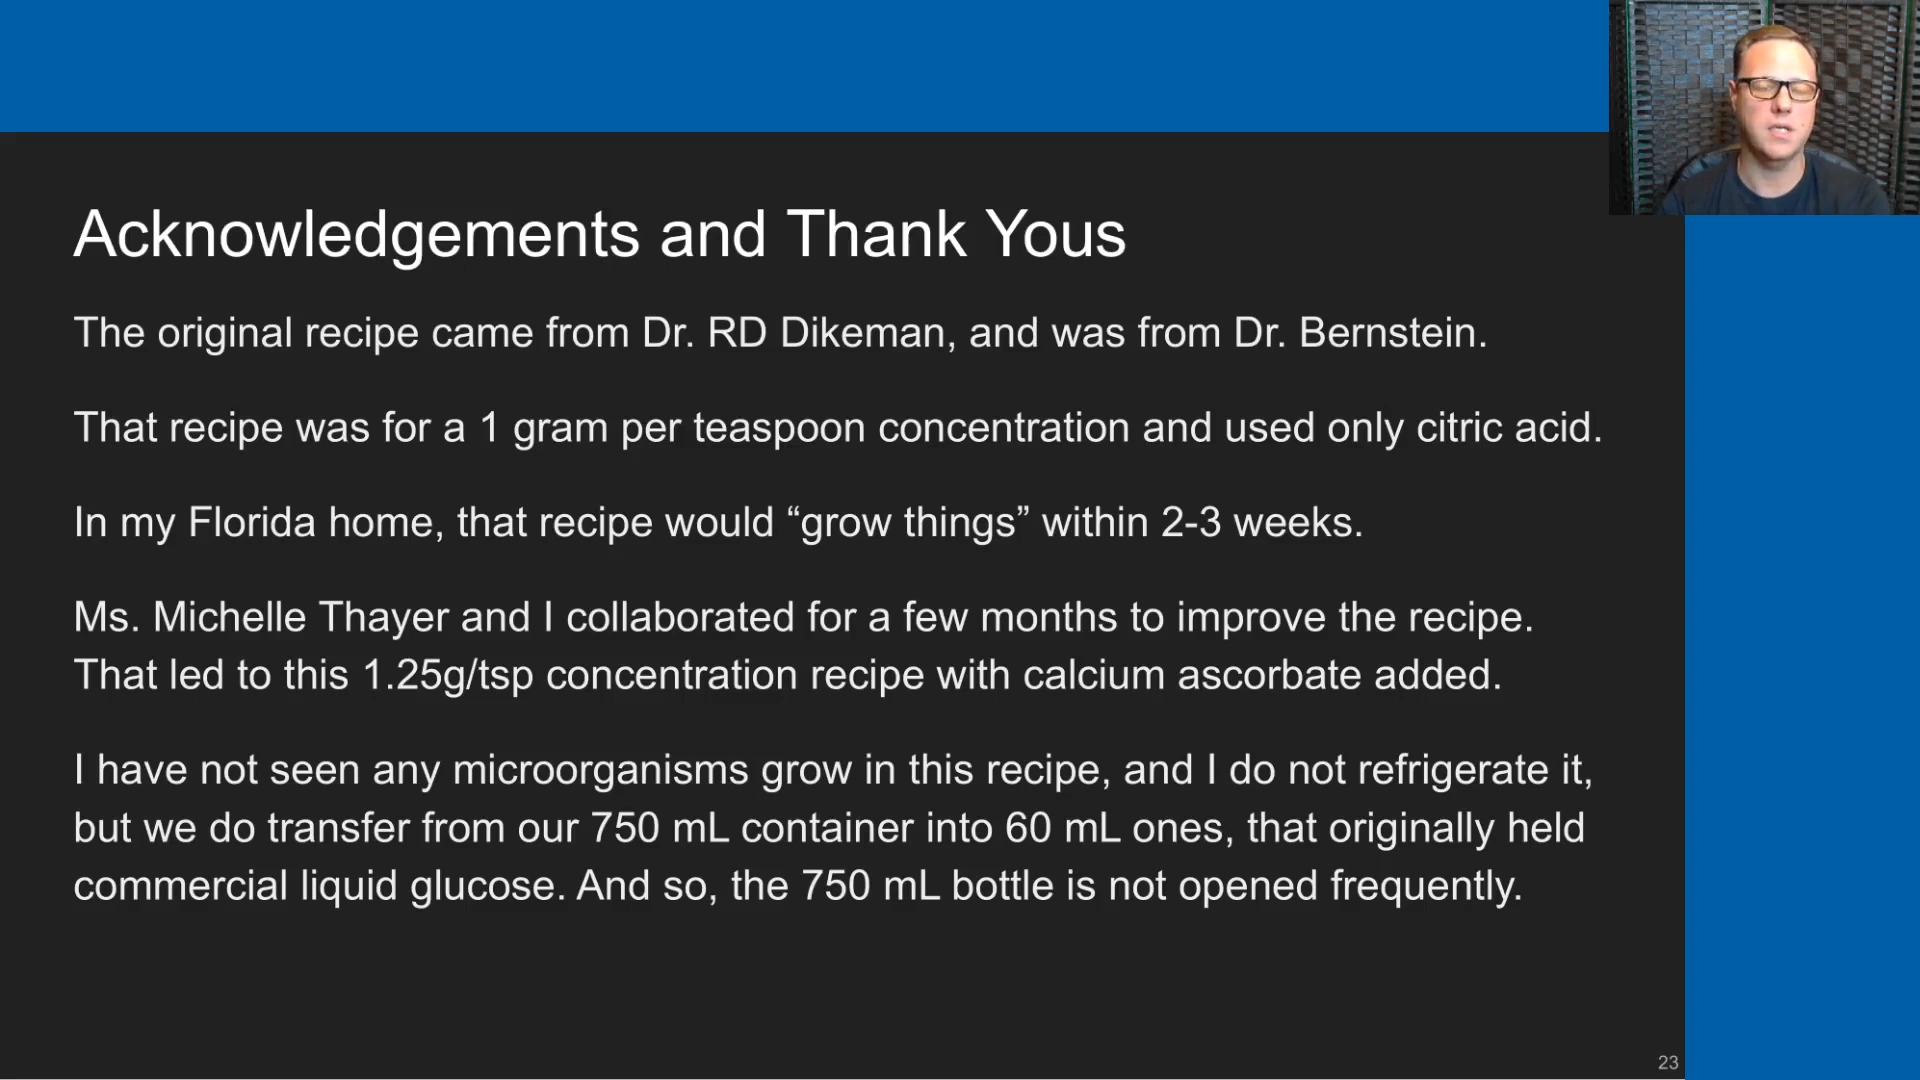 Acknowledgements and Thank Yous
The original recipe came from Dr. RD Dikeman, and was from Dr. Bernstein.
That recipe was for a 1 gram per teaspoon concentration and used only citric acid.
In my Florida home, that recipe would “grow things” within 2-3 weeks.
Ms. Michelle Thayer and I collaborated for a few months to improve the recipe.
That led to this 1.25g/tsp concentration recipe with calcium ascorbate added.
I have not seen any microorganisms grow in this recipe, and I do not refrigerate it,
but we do transfer from our 750 mL container into 60 mL ones, that originally held
commercial liquid glucose. And so, the 750 mL bottle is not opened frequently.
23